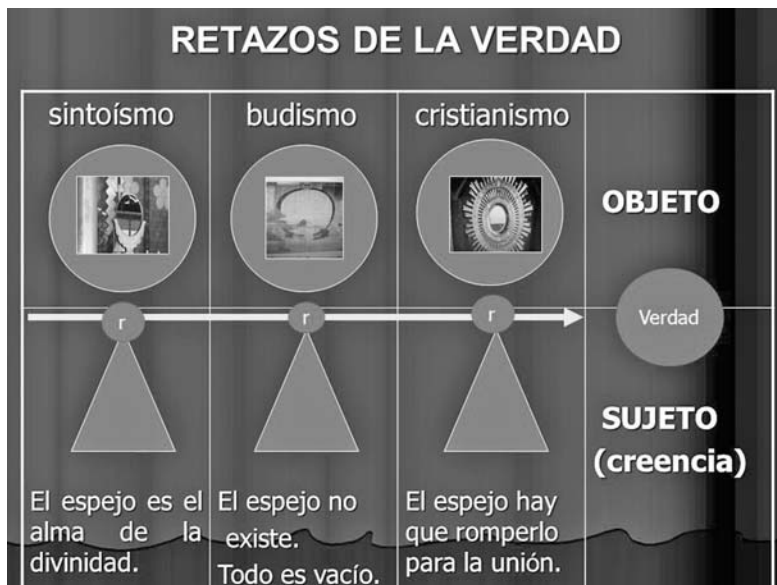 RETAZOS DE LA VERDAD
sintoísmo
budismo
cristianismo
OBJETO
r
r
r
Verdad
SUJETO
(creencia)
El espejo es el
alma de la
divinidad.
El espejo no
existe.
Todo es vacío.
El espejo hay
que romperlo
para la unión.